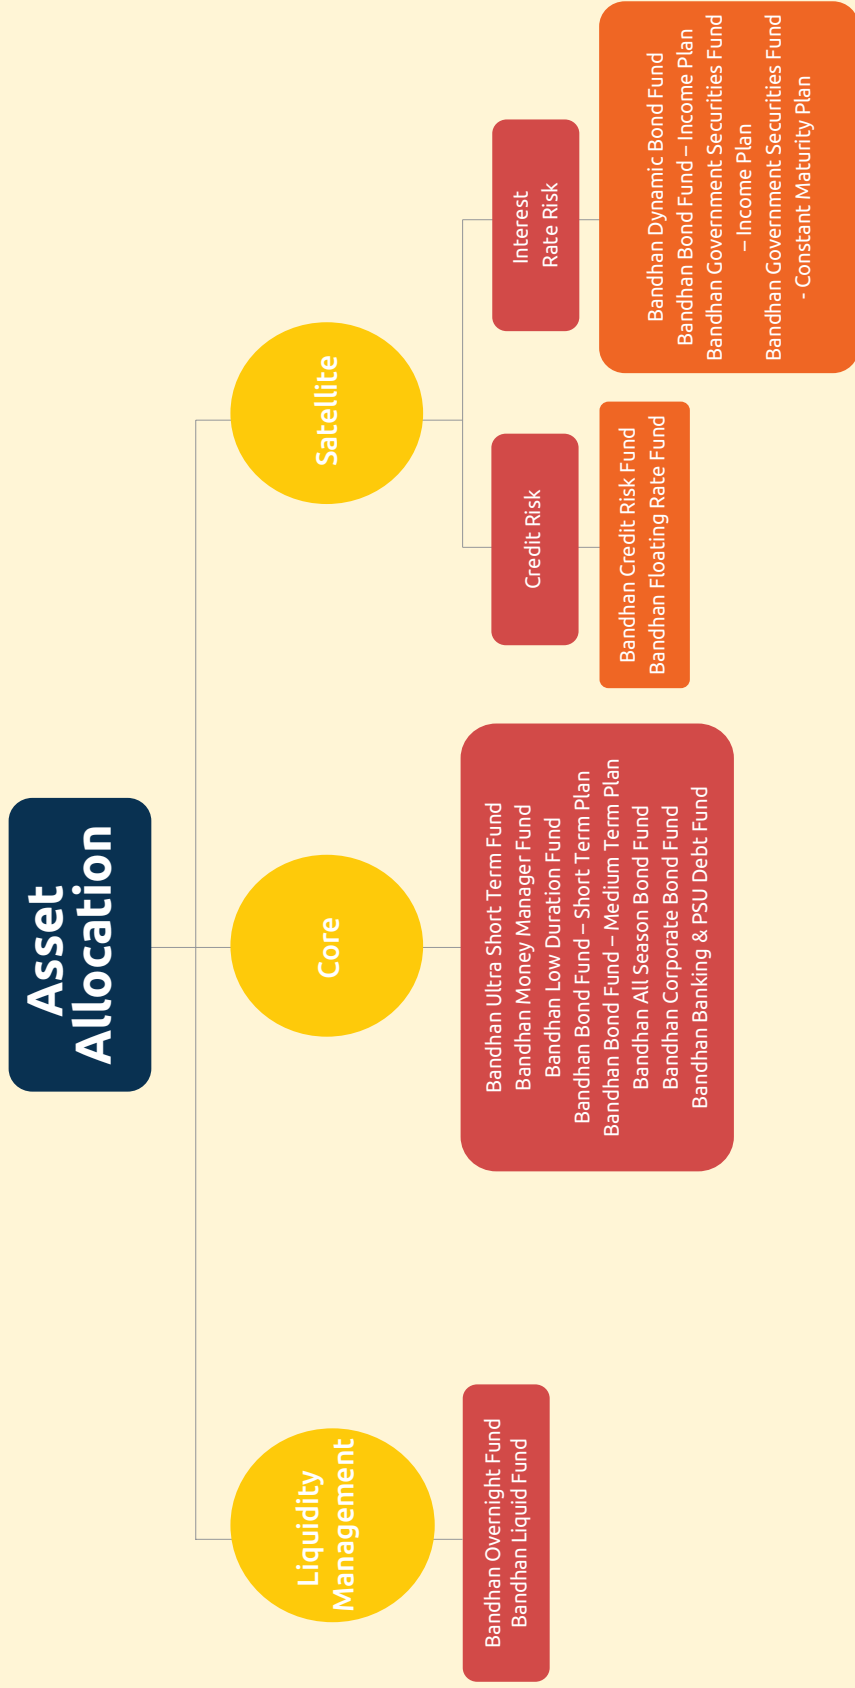 Asset
Allocation
Liquidity
Management
Bandhan Overnight Fund
Bandhan Liquid Fund
Core
Bandhan Ultra Short Term Fund
Bandhan Money Manager Fund
Bandhan Low Duration Fund
Bandhan Bond Fund – Short Term Plan
Bandhan Bond Fund – Medium Term Plan
Bandhan All Season Bond Fund
Bandhan Corporate Bond Fund
Bandhan Banking & PSU Debt Fund
Satellite
Credit Risk
Bandhan Credit Risk Fund
Bandhan Floating Rate Fund
Interest
Rate Risk
Bandhan Dynamic Bond Fund
Bandhan Bond Fund – Income Plan
Bandhan Government Securities Fund
– Income Plan
Bandhan Government Securities Fund
- Constant Maturity Plan